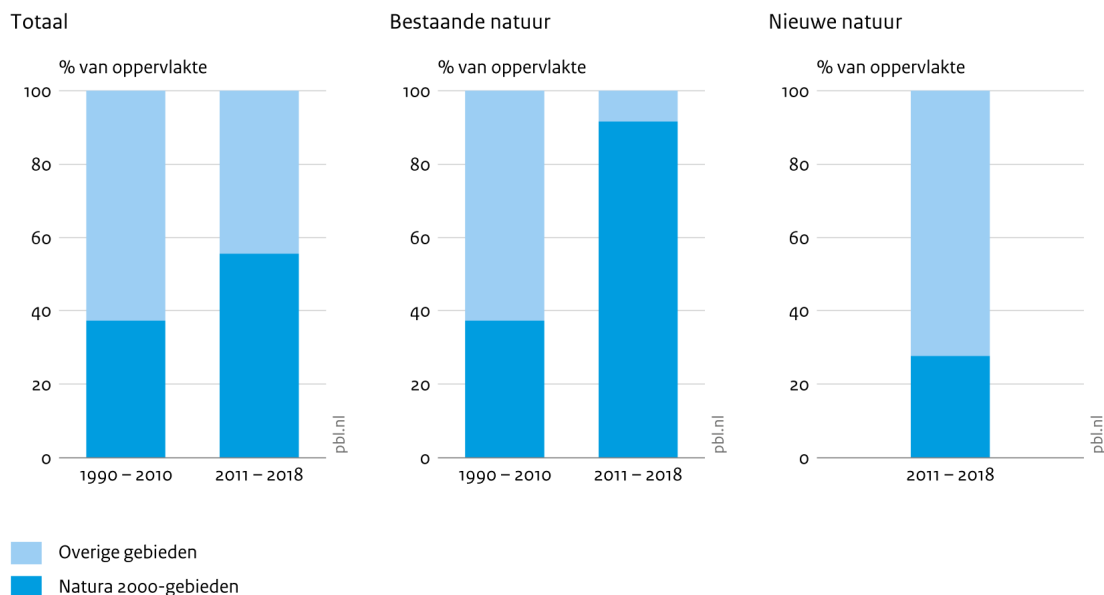 Totaal
% van oppervlakte
100
80
60
40
20
0
1990 – 2010
2011 – 2018
pbl.nl
Bestaande natuur
% van oppervlakte
100
80
60
40
20
0
1990 – 2010
2011 – 2018
pbl.nl
Nieuwe natuur
% van oppervlakte
100
80
60
40
20
0
2011 – 2018
pbl.nl
Overige gebieden
Natura 2000-gebieden